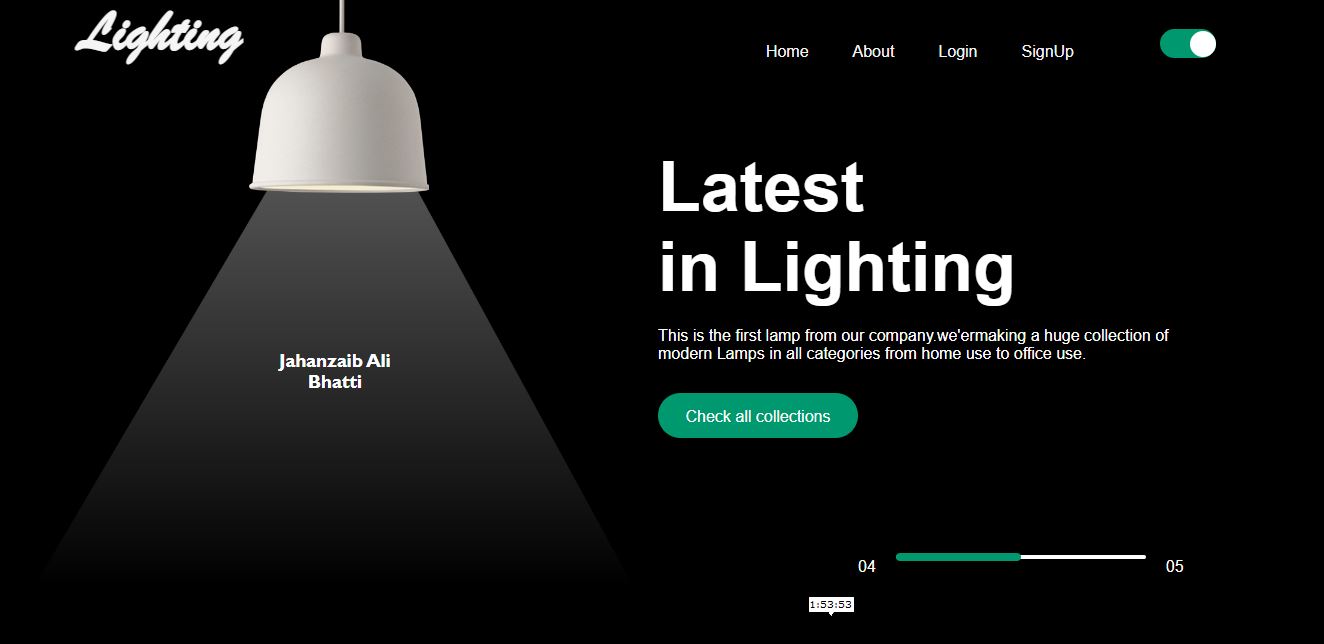 Lighting
Home About Login SignUp
Latest
in Lighting
This is the first lamp from our company.we'ermaking a huge collection of
modern Lamps in all categories from home use to office use.
Jahanzaib Ali
Bhatti
Check all collections
04 05
1:53:53